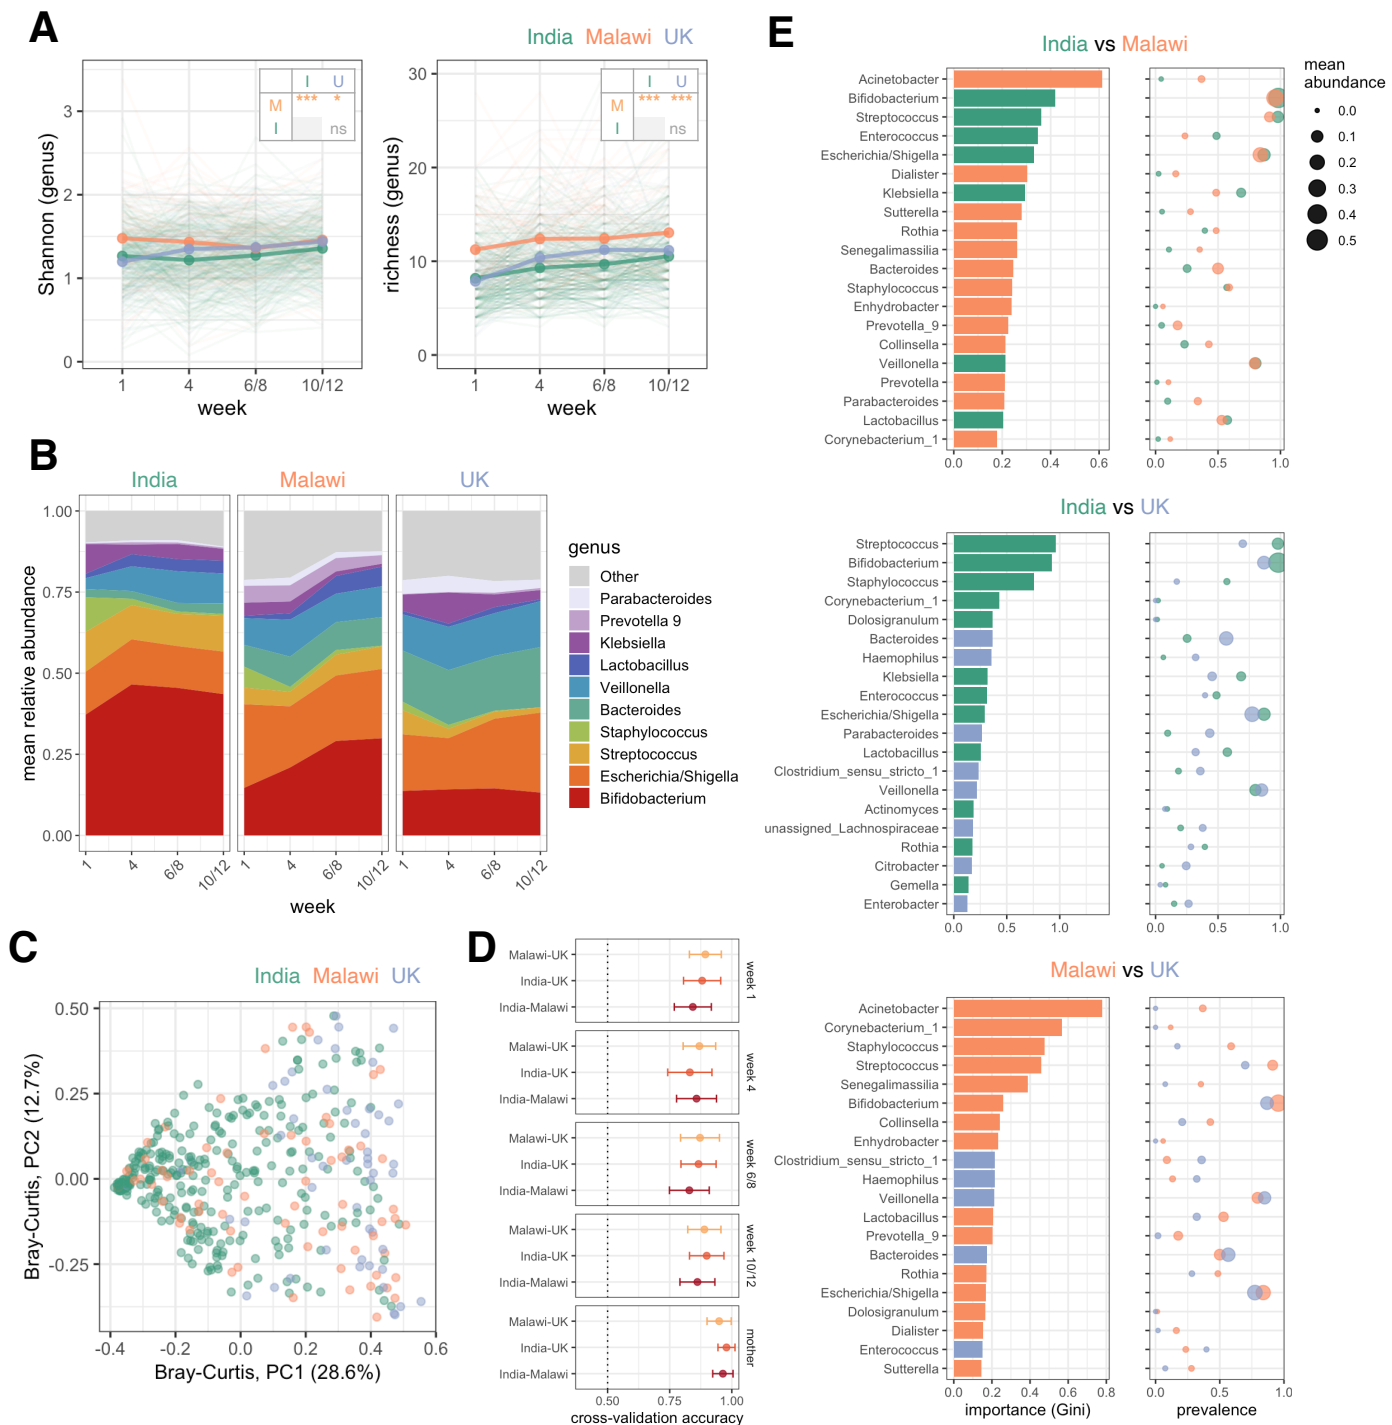 A
India Malawi UK
Shannon (genus)
3
2
1
0
I U
M *** *
I ns
1 4 6/8 10/12
week
richness (genus)
30
20
10
0
I U
M *** ***
I ns
1 4 6/8 10/12
week
B
India Malawi UK
mean relative abundance
1.00
0.75
0.50
0.25
0.00
1 4 6/8 10/12
1 4 6/8 10/12
1 4 6/8 10/12
week
genus
Other
Parabacteroides
Prevotella 9
Klebsiella
Lactobacillus
Veillonella
Bacteroides
Staphylococcus
Streptococcus
Escherichia/Shigella
Bifidobacterium
C
India Malawi UK
Bray-Curtis, PC2 (12.7%)
0.50
0.25
0.00
-0.25
-0.4 -0.2 0.0 0.2 0.4 0.6
Bray-Curtis, PC1 (28.6%)
D
Malawi-UK
India-UK
India-Malawi
week 1
Malawi-UK
India-UK
India-Malawi
week 4
Malawi-UK
India-UK
India-Malawi
week 6/8
Malawi-UK
India-UK
India-Malawi
week 10/12
Malawi-UK
India-UK
India-Malawi
mother
0.50 0.75 1.00
cross-validation accuracy
E
India vs Malawi
Acinetobacter
Bifidobacterium
Streptococcus
Enterococcus
Escherichia/Shigella
Dialister
Klebsiella
Sutterella
Rothia
Senegalimassilia
Bacteroides
Staphylococcus
Enhydrobacter
Prevotella_9
Collinsella
Veillonella
Prevotella
Parabacteroides
Lactobacillus
Corynebacterium_1
0.0 0.2 0.4 0.6
0.0 0.5 1.0
mean
abundance
0.0
0.1
0.2
0.3
0.4
0.5
India vs UK
Streptococcus
Bifidobacterium
Staphylococcus
Corynebacterium_1
Dolosigranulum
Bacteroides
Haemophilus
Klebsiella
Enterococcus
Escherichia/Shigella
Parabacteroides
Lactobacillus
Clostridium_sensu_stricto_1
Veillonella
Actinomyces
unassigned_Lachnospiraceae
Rothia
Citrobacter
Gemella
Enterobacter
0.0 0.5 1.0
0.0 0.5 1.0
Malawi vs UK
Acinetobacter
Corynebacterium_1
Staphylococcus
Streptococcus
Senegalimassilia
Bifidobacterium
Collinsella
Enhydrobacter
Clostridium_sensu_stricto_1
Haemophilus
Veillonella
Lactobacillus
Prevotella_9
Bacteroides
Rothia
Escherichia/Shigella
Dolosigranulum
Dialister
Enterococcus
Sutterella
0.0 0.2 0.4 0.6 0.8
importance (Gini)
0.0 0.5 1.0
prevalence